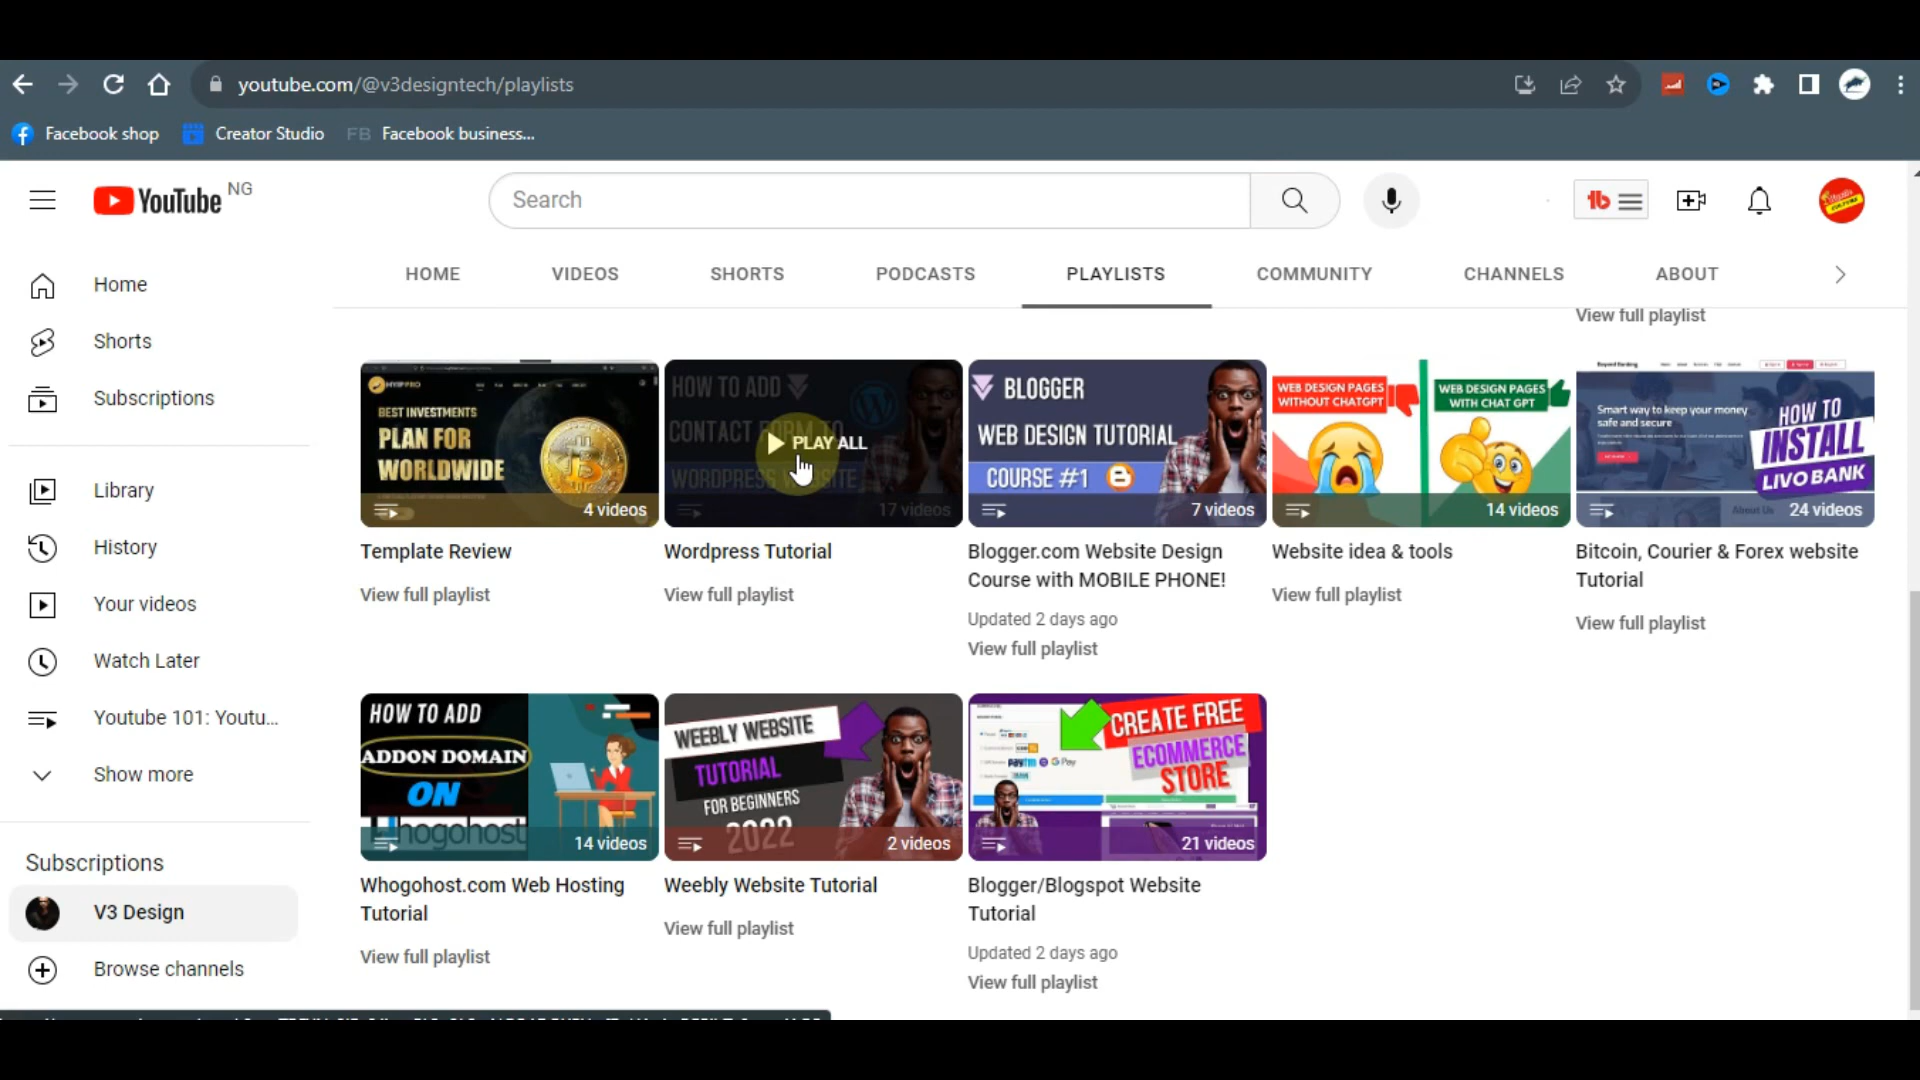 youtube.com/@v3designtech/playlists
Facebook shop
Creator Studio
FB Facebook business...
YouTube NG
Search
HOME
VIDEOS
SHORTS
PODCASTS
PLAYLISTS
COMMUNITY
CHANNELS
ABOUT
Home
Shorts
Subscriptions
Library
History
Your videos
Watch Later
Youtube 101: Youtu...
Show more
Subscriptions
V3 Design
Browse channels
View full playlist
BEST INVESTMENTS
PLAN FOR
WORLDWIDE
4 videos
Template Review
View full playlist
HOW TO ADD
CONTACT FORM TO
WORDPRESS WEBSITE
PLAY ALL
17 videos
Wordpress Tutorial
View full playlist
BLOGGER
WEB DESIGN TUTORIAL
COURSE #1
7 videos
Blogger.com Website Design
Course with MOBILE PHONE!
Updated 2 days ago
View full playlist
WEB DESIGN PAGES
WITHOUT CHATGPT
WEB DESIGN PAGES
WITH CHAT GPT
14 videos
Website idea & tools
View full playlist
Smart way to keep your money
safe and secure
HOW TO
INSTALL
LIVO BANK
About Us
24 videos
Bitcoin, Courier & Forex website
Tutorial
View full playlist
HOW TO ADD
ADDON DOMAIN
ON
Whogohost
14 videos
Whogohost.com Web Hosting
Tutorial
View full playlist
WEEBLY WEBSITE
TUTORIAL
FOR BEGINNERS
2022
2 videos
Weebly Website Tutorial
View full playlist
CREATE FREE
ECOMMERCE
STORE
paytm
G Pay
21 videos
Blogger/Blogspot Website
Tutorial
Updated 2 days ago
View full playlist